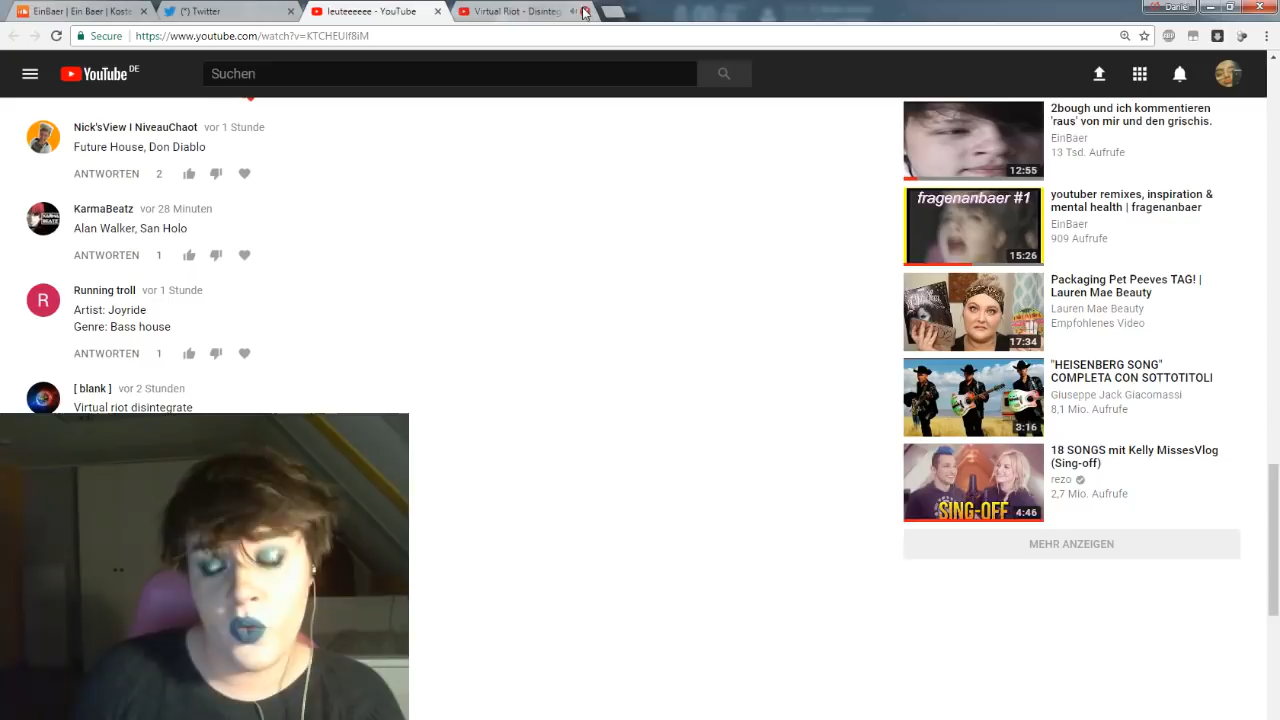 EinBaer | Ein Baer | Kost
(*) Twitter
leuteeeeee - YouTube
Virtual Riot - Disinteg
Daniel
Secure
https://www.youtube.com/watch?v=KTCHEUlf8iM
YouTube DE
Suchen
Nick'sView I NiveauChaot vor 1 Stunde
Future House, Don Diablo
ANTWORTEN 2
KarmaBeatz vor 28 Minuten
Alan Walker, San Holo
ANTWORTEN 1
R
Running troll vor 1 Stunde
Artist: Joyride
Genre: Bass house
ANTWORTEN 1
[ blank ] vor 2 Stunden
Virtual riot disintegrate
12:55
2bough und ich kommentieren
'raus' von mir und den grischis.
EinBaer
13 Tsd. Aufrufe
fragenanbaer #1
15:26
youtuber remixes, inspiration &
mental health | fragenanbaer
EinBaer
909 Aufrufe
17:34
Packaging Pet Peeves TAG! |
Lauren Mae Beauty
Lauren Mae Beauty
Empfohlenes Video
3:16
"HEISENBERG SONG"
COMPLETA CON SOTTOTITOLI
Giuseppe Jack Giacomassi
8,1 Mio. Aufrufe
SING-OFF
4:46
18 SONGS mit Kelly MissesVlog
(Sing-off)
rezo
2,7 Mio. Aufrufe
MEHR ANZEIGEN